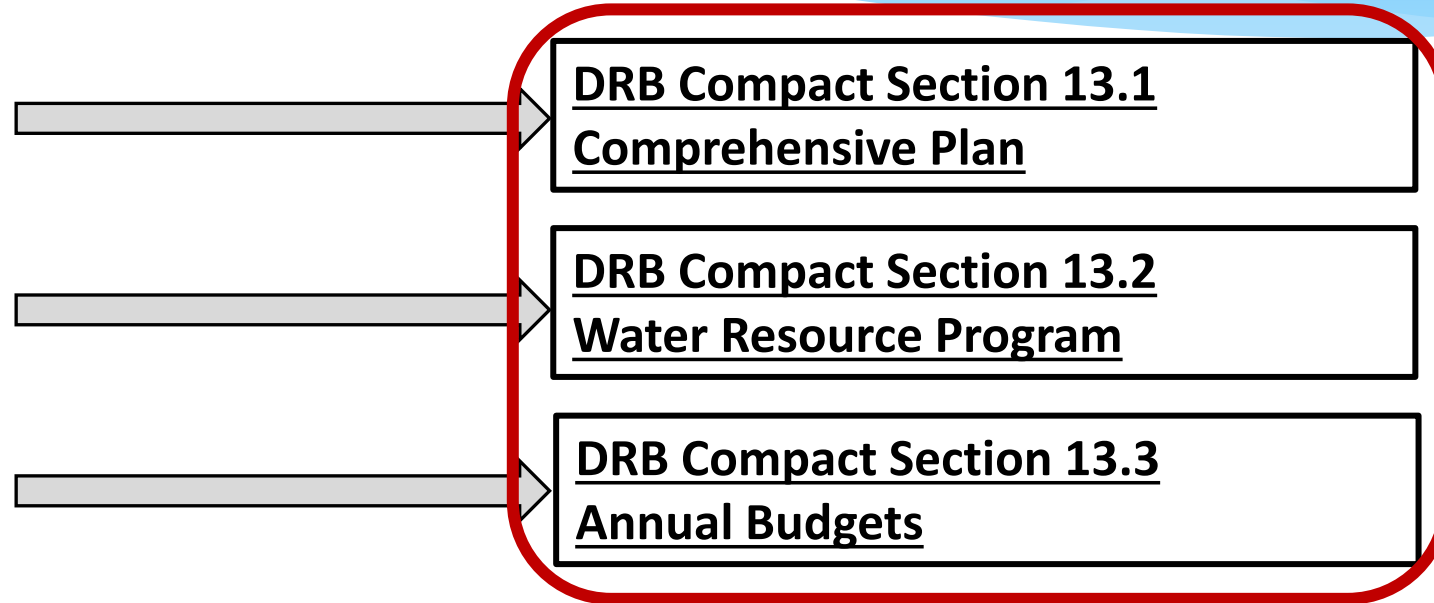 DRB Compact Section 13.1
Comprehensive Plan
DRB Compact Section 13.2
Water Resource Program
DRB Compact Section 13.3
Annual Budgets